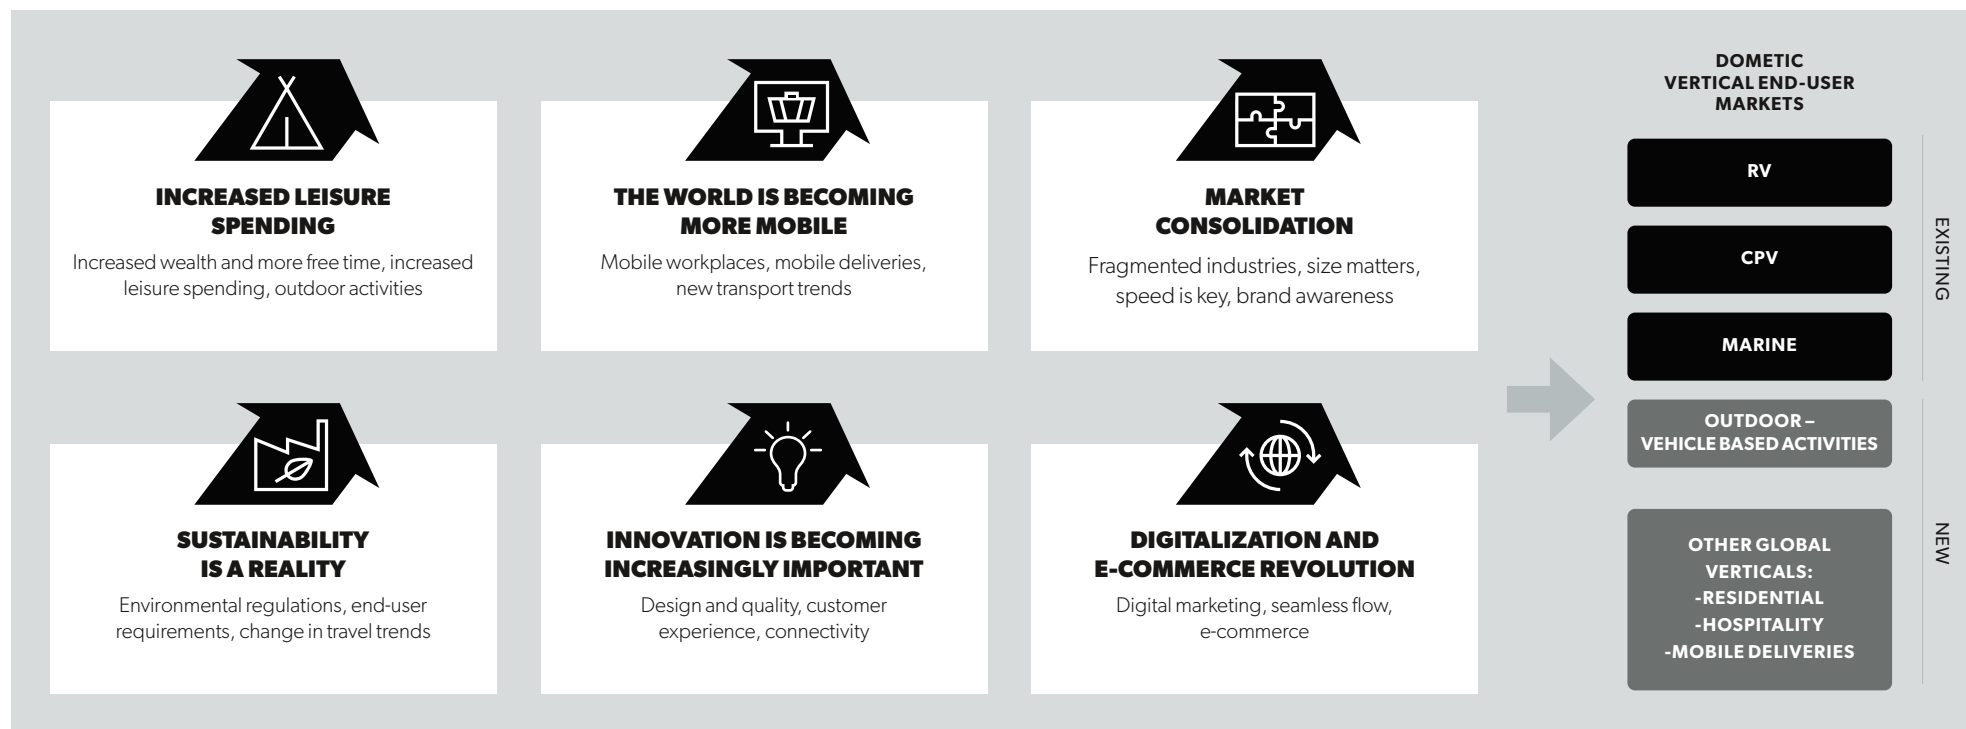 INCREASED LEISURE
SPENDING
Increased wealth and more free time, increased
leisure spending, outdoor activities
THE WORLD IS BECOMING
MORE MOBILE
Mobile workplaces, mobile deliveries,
new transport trends
MARKET
CONSOLIDATION
Fragmented industries, size matters,
speed is key, brand awareness
SUSTAINABILITY
IS A REALITY
Environmental regulations, end-user
requirements, change in travel trends
INNOVATION IS BECOMING
INCREASINGLY IMPORTANT
Design and quality, customer
experience, connectivity
DIGITALIZATION AND
E-COMMERCE REVOLUTION
Digital marketing, seamless flow,
e-commerce
DOMETIC
VERTICAL END-USER
MARKETS
RV
CPV
MARINE
EXISTING
OUTDOOR –
VEHICLE BASED ACTIVITIES
OTHER GLOBAL
VERTICALS:
-RESIDENTIAL
-HOSPITALITY
-MOBILE DELIVERIES
NEW